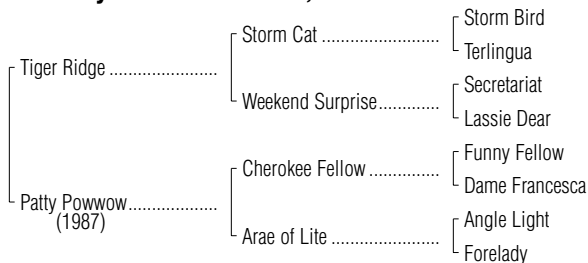 Storm Bird
Storm Cat ........................
Terlingua
Tiger Ridge ......................
Secretariat
Weekend Surprise.............
Lassie Dear
Funny Fellow
Cherokee Fellow ...............
Dame Francesca
Patty Powwow..................
(1987)
Angle Light
Arae of Lite ......................
Forelady